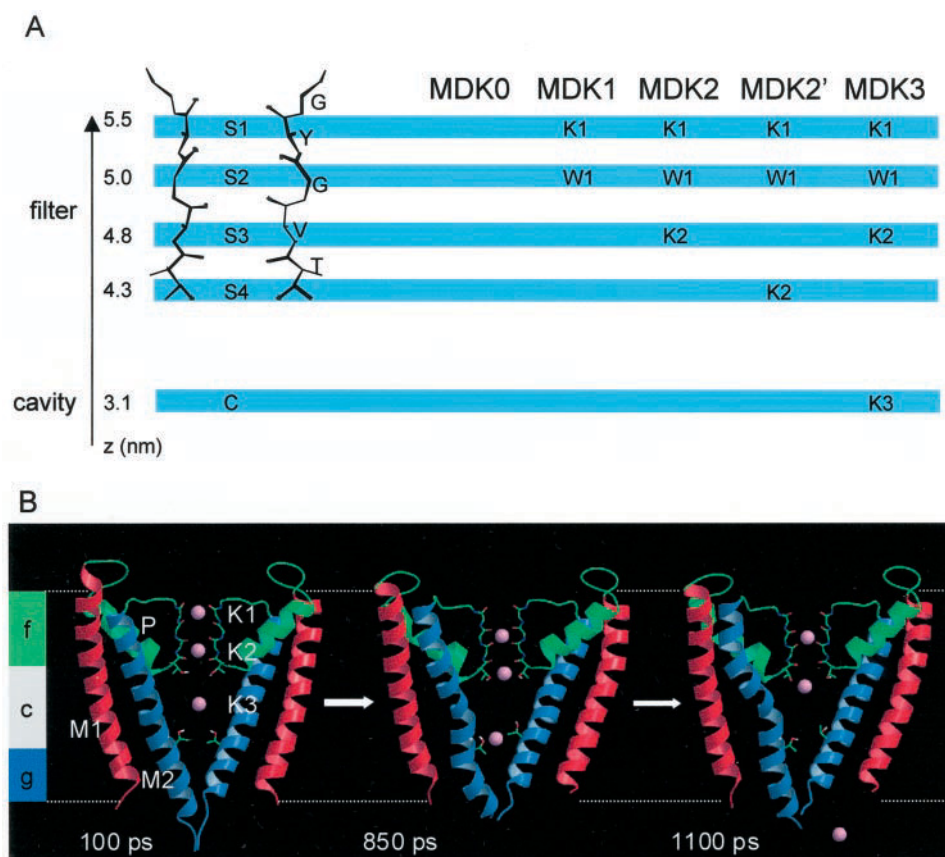 A
MDK0 MDK1 MDK2 MDK2' MDK3
G
5.5 S1 Y K1 K1 K1 K1
5.0 S2 G W1 W1 W1 W1
filter
4.8 S3 V K2 K2
T
4.3 S4 K2
cavity 3.1 C K3
z (nm)
B
f P K1
K2
c K3
M1
g M2
100 ps 850 ps 1100 ps